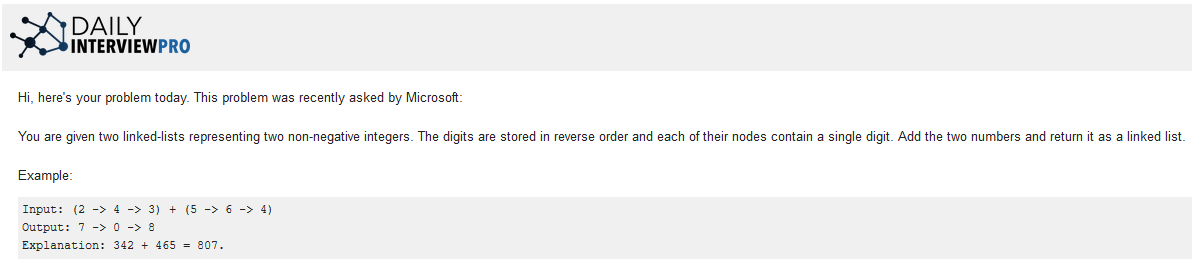 DAILY
INTERVIEWPRO
Hi, here's your problem today. This problem was recently asked by Microsoft:
You are given two linked-lists representing two non-negative integers. The digits are stored in reverse order and each of their nodes contain a single digit. Add the two numbers and return it as a linked list.
Example:
Input: (2 -> 4 -> 3) + (5 -> 6 -> 4)
Output: 7 -> 0 -> 8
Explanation: 342 + 465 = 807.